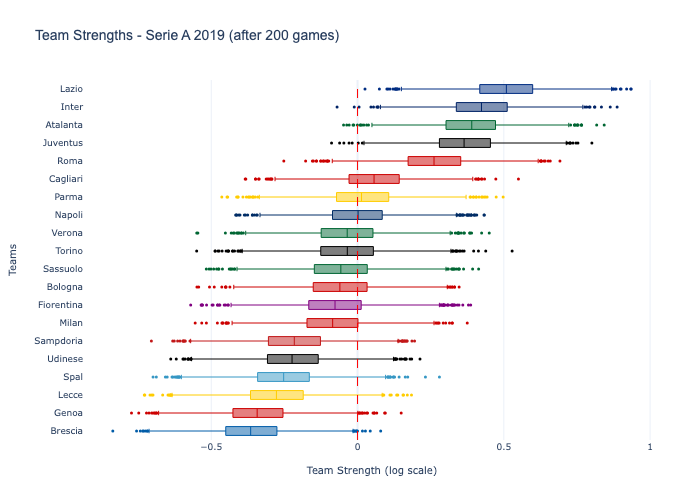 Team Strengths - Serie A 2019 (after 200 games)
Lazio
Inter
Atalanta
Juventus
Roma
Cagliari
Parma
Napoli
Verona
Torino
Sassuolo
Bologna
Fiorentina
Milan
Sampdoria
Udinese
Spal
Lecce
Genoa
Brescia
Teams
−0.5
0
0.5
1
Team Strength (log scale)